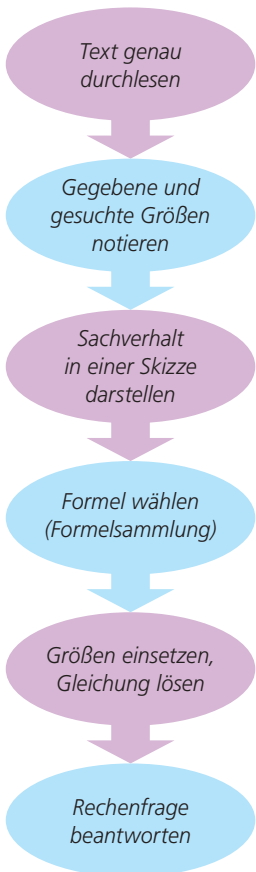 Text genau
durchlesen
Gegebene und
gesuchte Größen
notieren
Sachverhalt
in einer Skizze
darstellen
Formel wählen
(Formelsammlung)
Größen einsetzen,
Gleichung lösen
Rechenfrage
beantworten